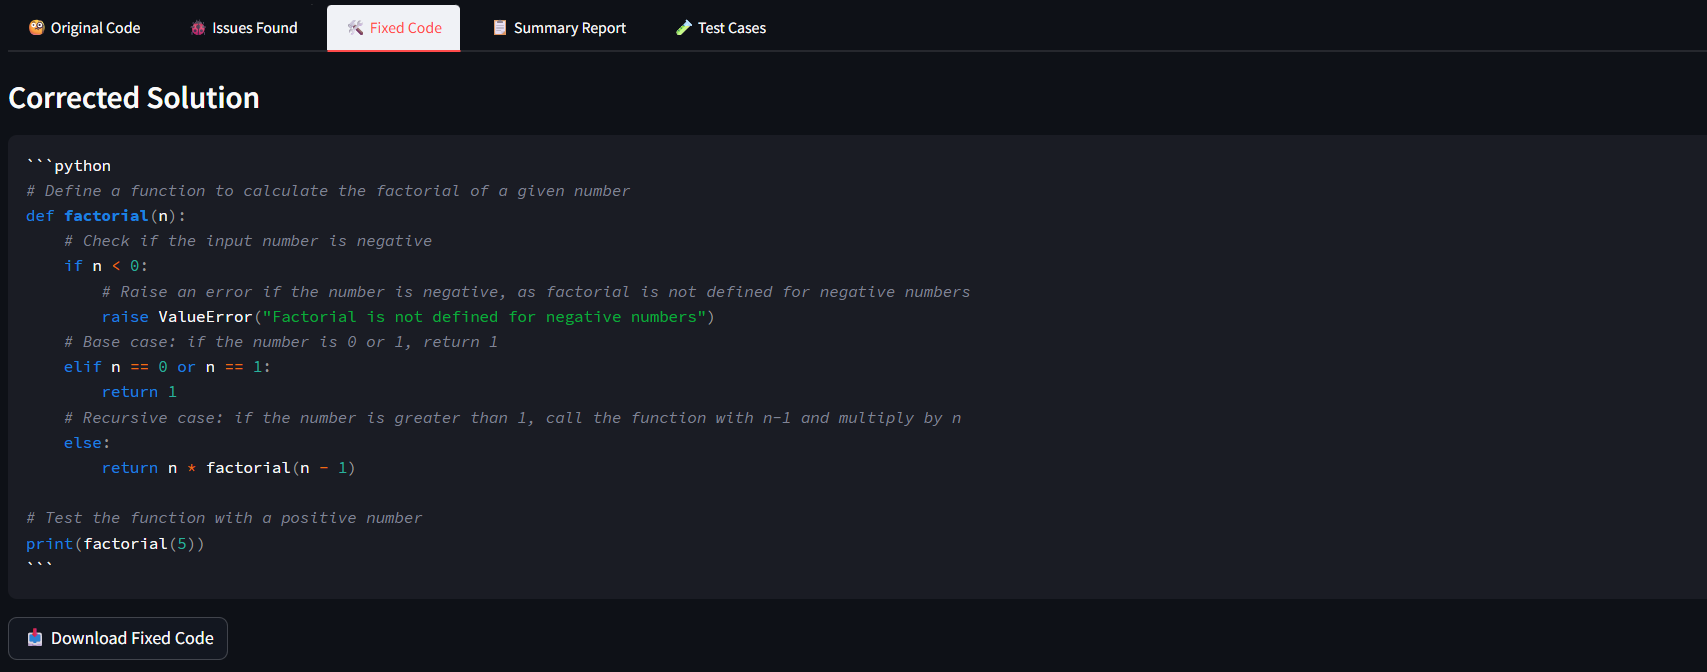 Original Code
Issues Found
Fixed Code
Summary Report
Test Cases
Corrected Solution
```python
# Define a function to calculate the factorial of a given number
def factorial(n):
    # Check if the input number is negative
    if n < 0:
        # Raise an error if the number is negative, as factorial is not defined for negative numbers
        raise ValueError("Factorial is not defined for negative numbers")
    # Base case: if the number is 0 or 1, return 1
    elif n == 0 or n == 1:
        return 1
    # Recursive case: if the number is greater than 1, call the function with n-1 and multiply by n
    else:
        return n * factorial(n - 1)

# Test the function with a positive number
print(factorial(5))
```
Download Fixed Code